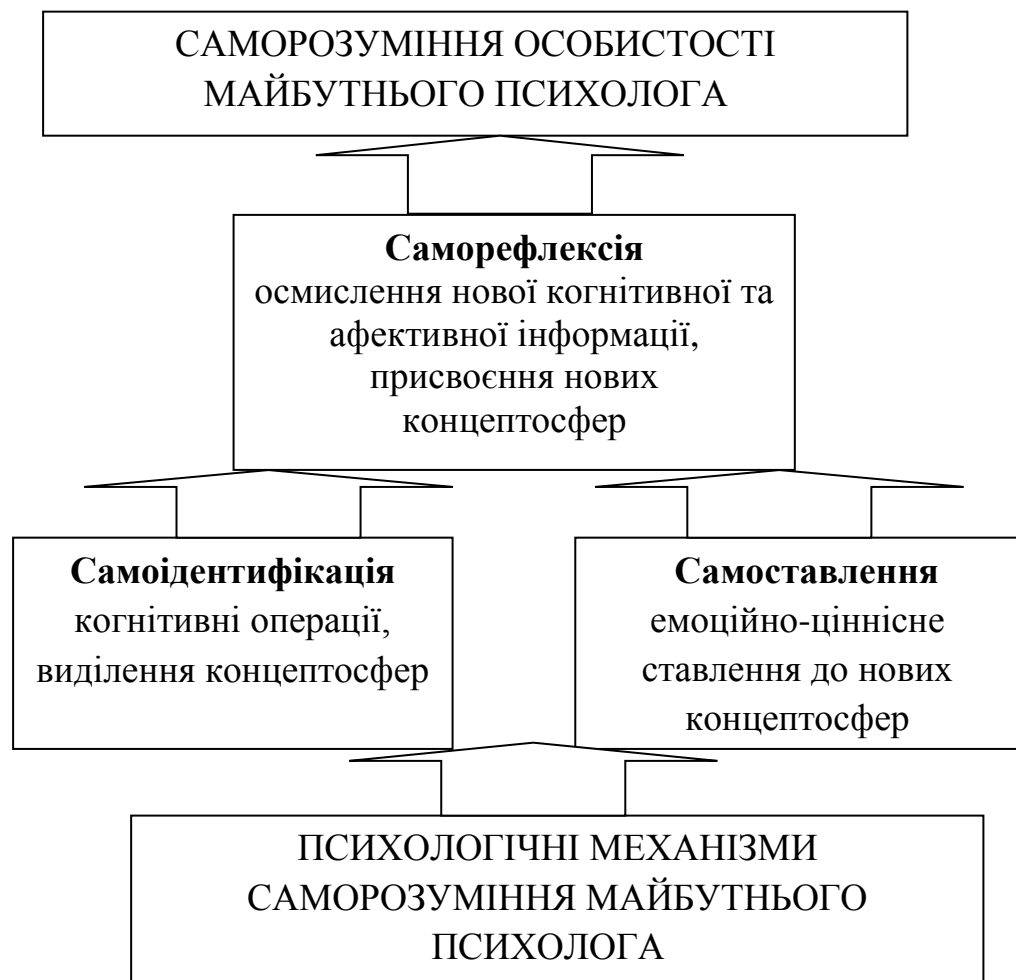 САМОРОЗУМІННЯ ОСОБИСТОСТІ
МАЙБУТНЬОГО ПСИХОЛОГА
Саморефлексія
осмислення нової когнітивної та
афективної інформації,
присвоєння нових
концептосфер
Самоідентифікація
когнітивні операції,
виділення концептосфер
Самоставлення
емоційно-ціннісне
ставлення до нових
концептосфер
ПСИХОЛОГІЧНІ МЕХАНІЗМИ
САМОРОЗУМІННЯ МАЙБУТНЬОГО
ПСИХОЛОГА